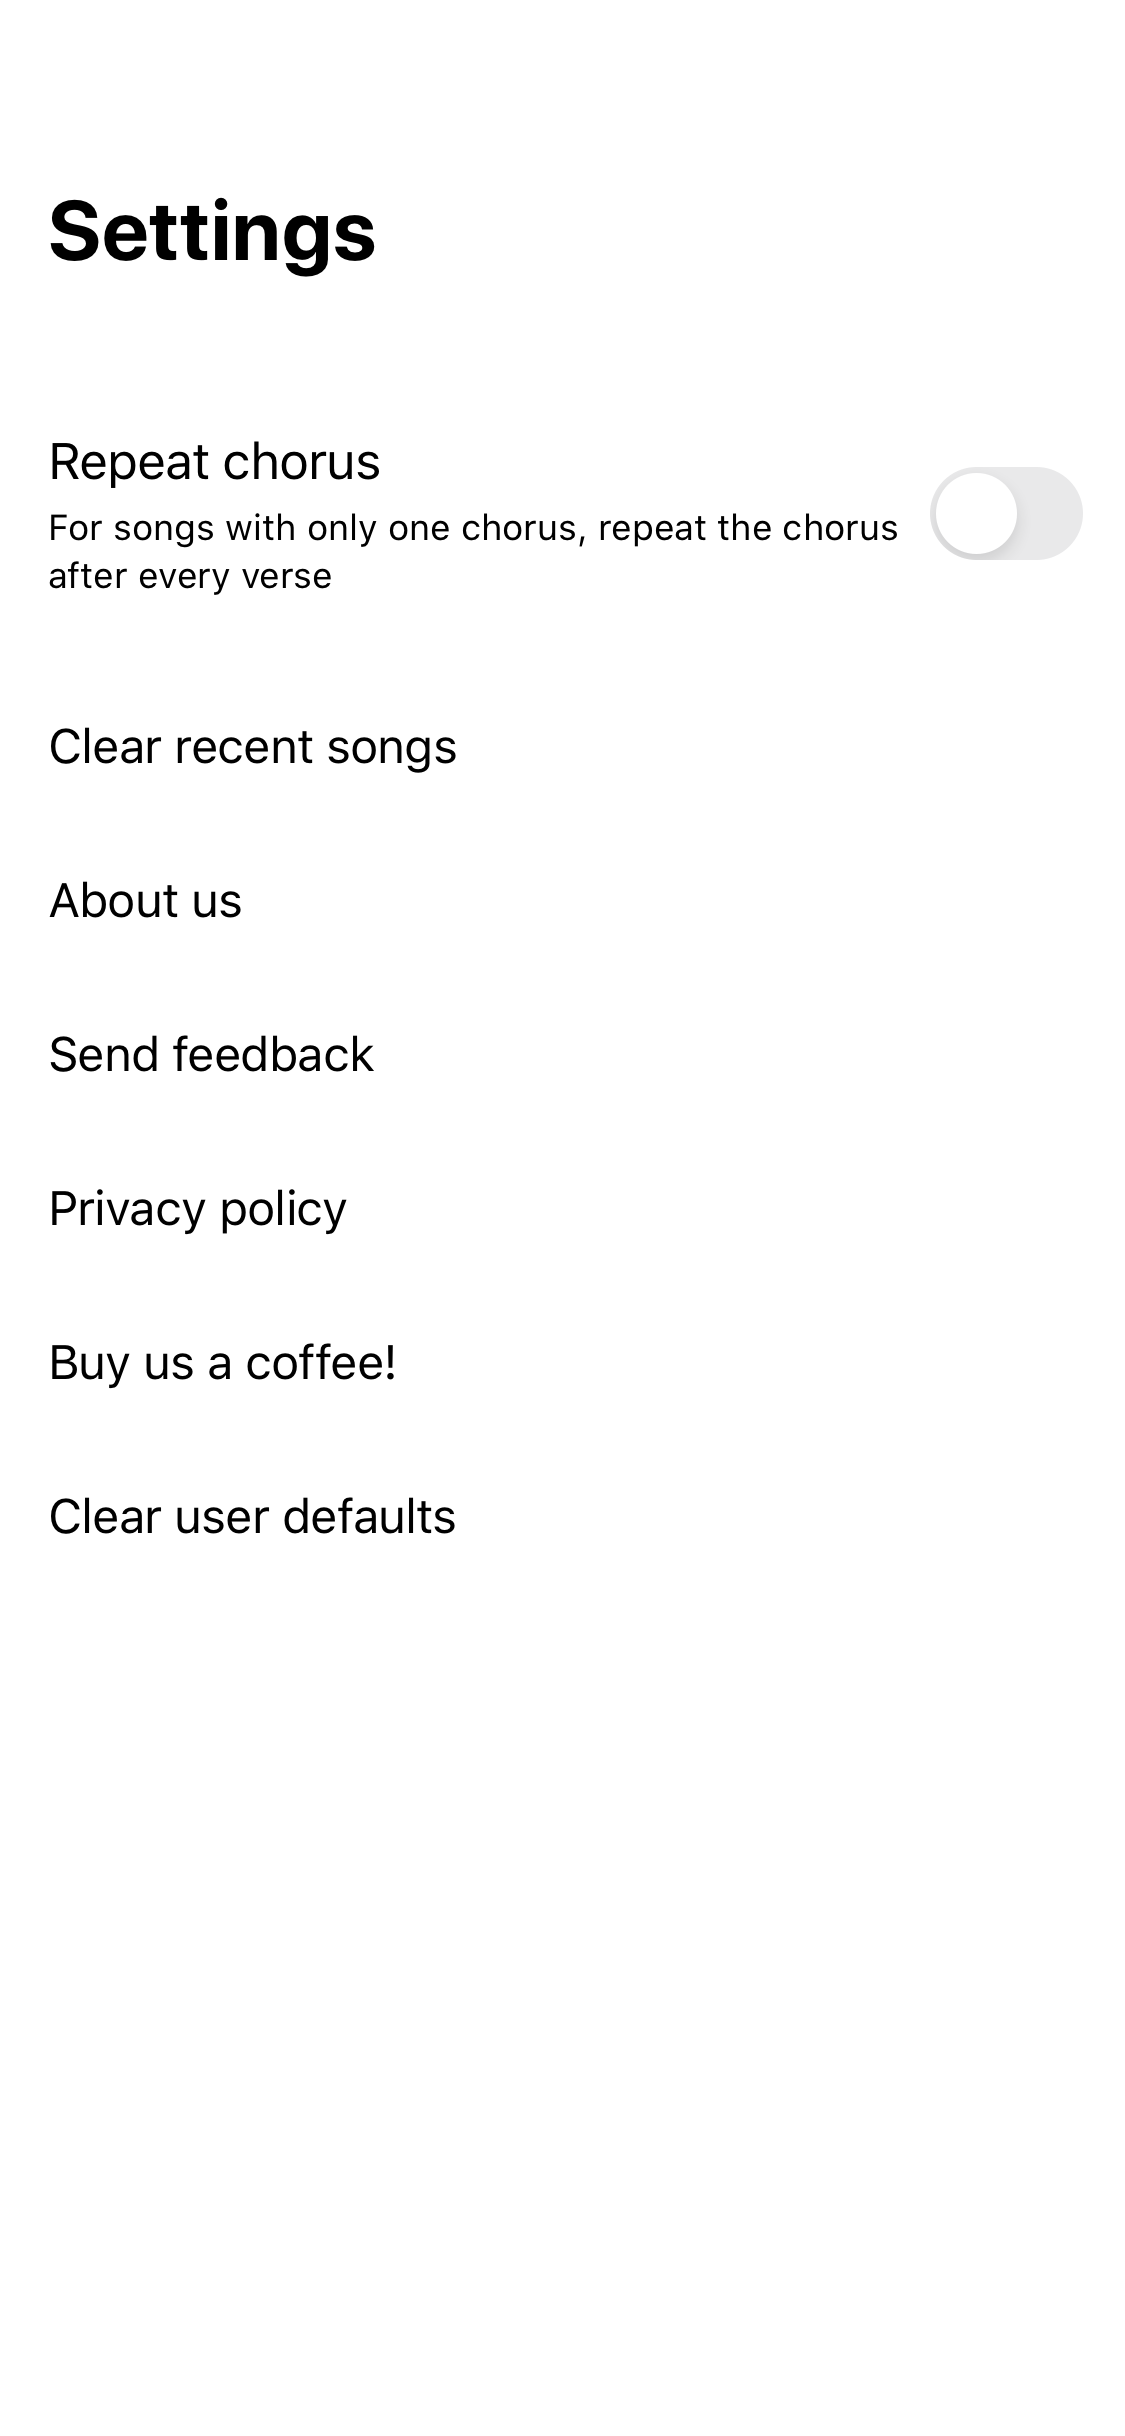 Settings
Repeat chorus
For songs with only one chorus, repeat the chorus
after every verse
Clear recent songs
About us
Send feedback
Privacy policy
Buy us a coffee!
Clear user defaults